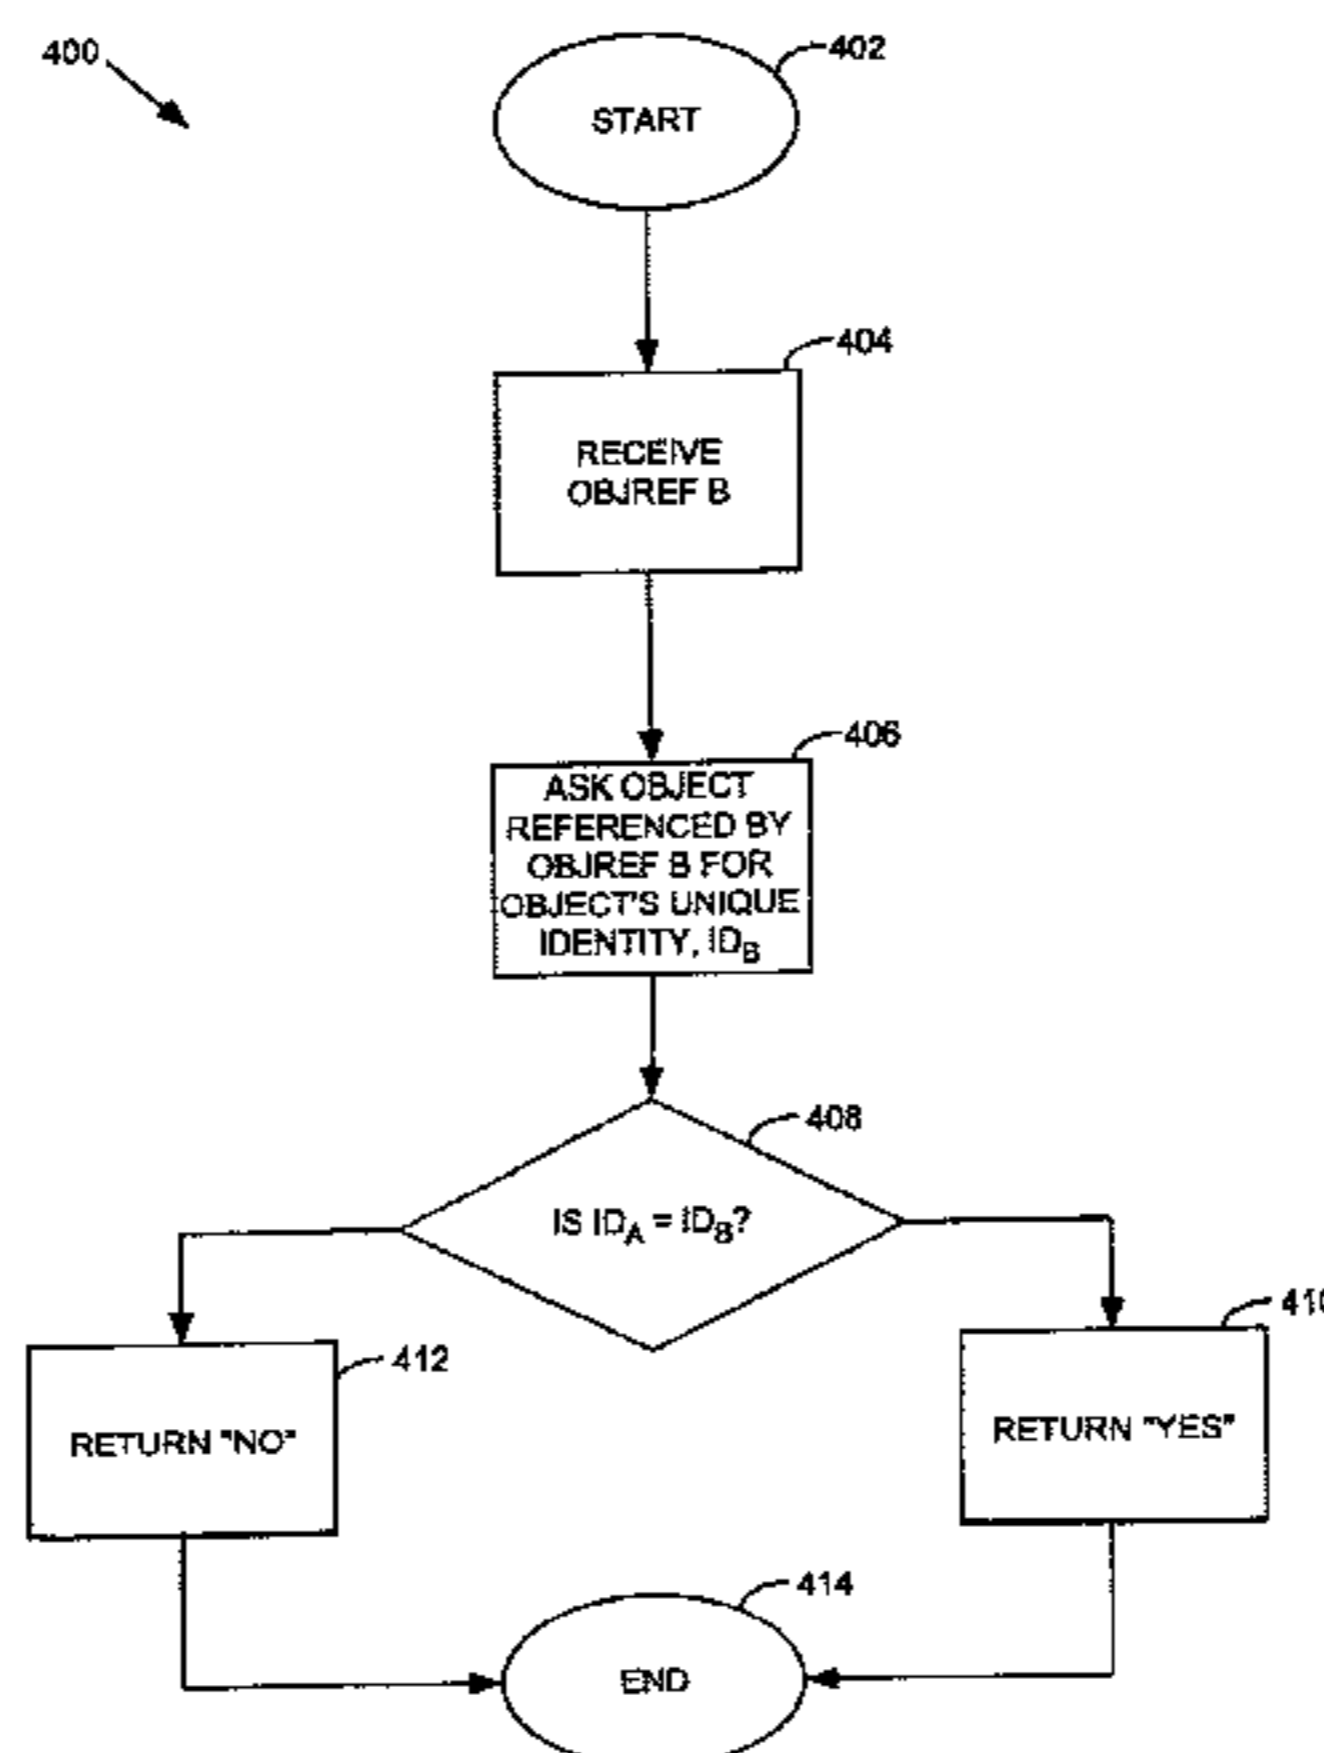 400
402
START
404
RECEIVE
OBJREF B
406
ASK OBJECT
REFERENCED BY
OBJREF B FOR
OBJECT'S UNIQUE
IDENTITY, ID_B
408
IS ID_A = ID_B?
410
412
RETURN "NO"
RETURN "YES"
414
END